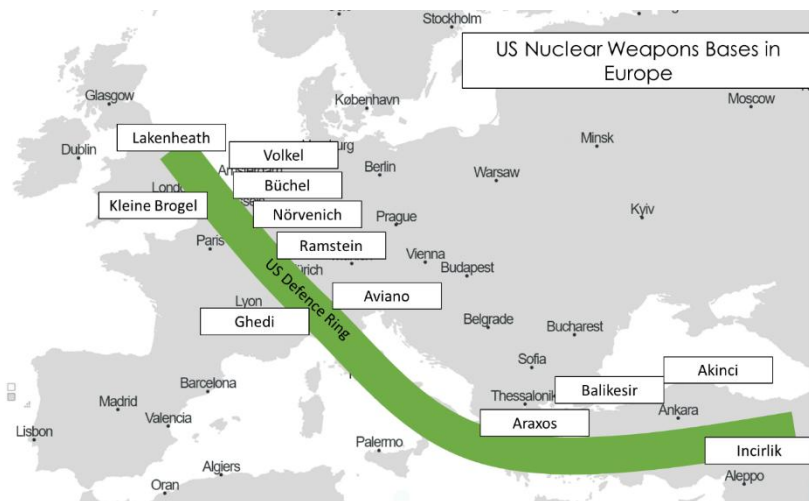 Stockholm
US Nuclear Weapons Bases in
Europe
Glasgow
København
Moscow
Dublin
Lakenheath
Minsk
Volkel
Berlin
Warsaw
Büchel
Kleine Brogel
Nörvenich
Kyiv
Prague
Paris
Ramstein
Vienna
Budapest
US Defence Ring
Aviano
Lyon
Ghedi
Belgrade
Bucharest
Sofia
Akinci
Barcelona
Balikesir
Madrid
Thessalonik
Ankara
Valencia
Araxos
Lisbon
Palermo
Incirlik
Algiers
Aleppo
Oran